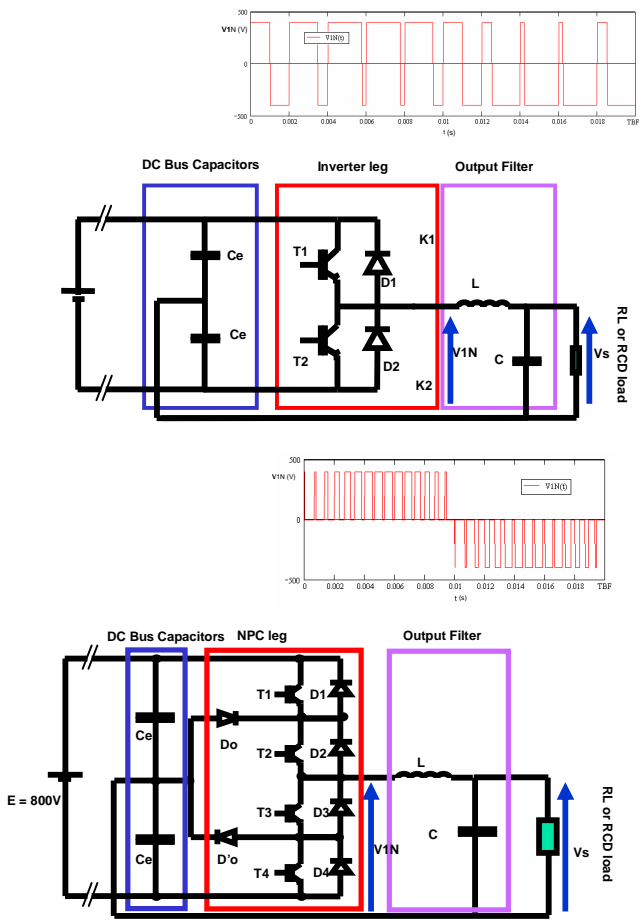 500
V1N (V)
V1N(t)
0
-500
0 0.002 0.004 0.006 0.008 0.01 0.012 0.014 0.016 0.018 TBF
t (s)
DC Bus Capacitors
Inverter leg
Output Filter
Ce
Ce
T1
D1
T2
D2
K1
K2
L
V1N
C
Vs
RL or RCD load
500
V1N (V)
V1N(t)
0
-500
0 0.002 0.004 0.006 0.008 0.01 0.012 0.014 0.016 0.018 TBF
t (s)
DC Bus Capacitors
NPC leg
Output Filter
E = 800V
Ce
Ce
Do
D'o
T1
D1
T2
D2
T3
D3
T4
D4
V1N
L
C
Vs
RL or RCD load